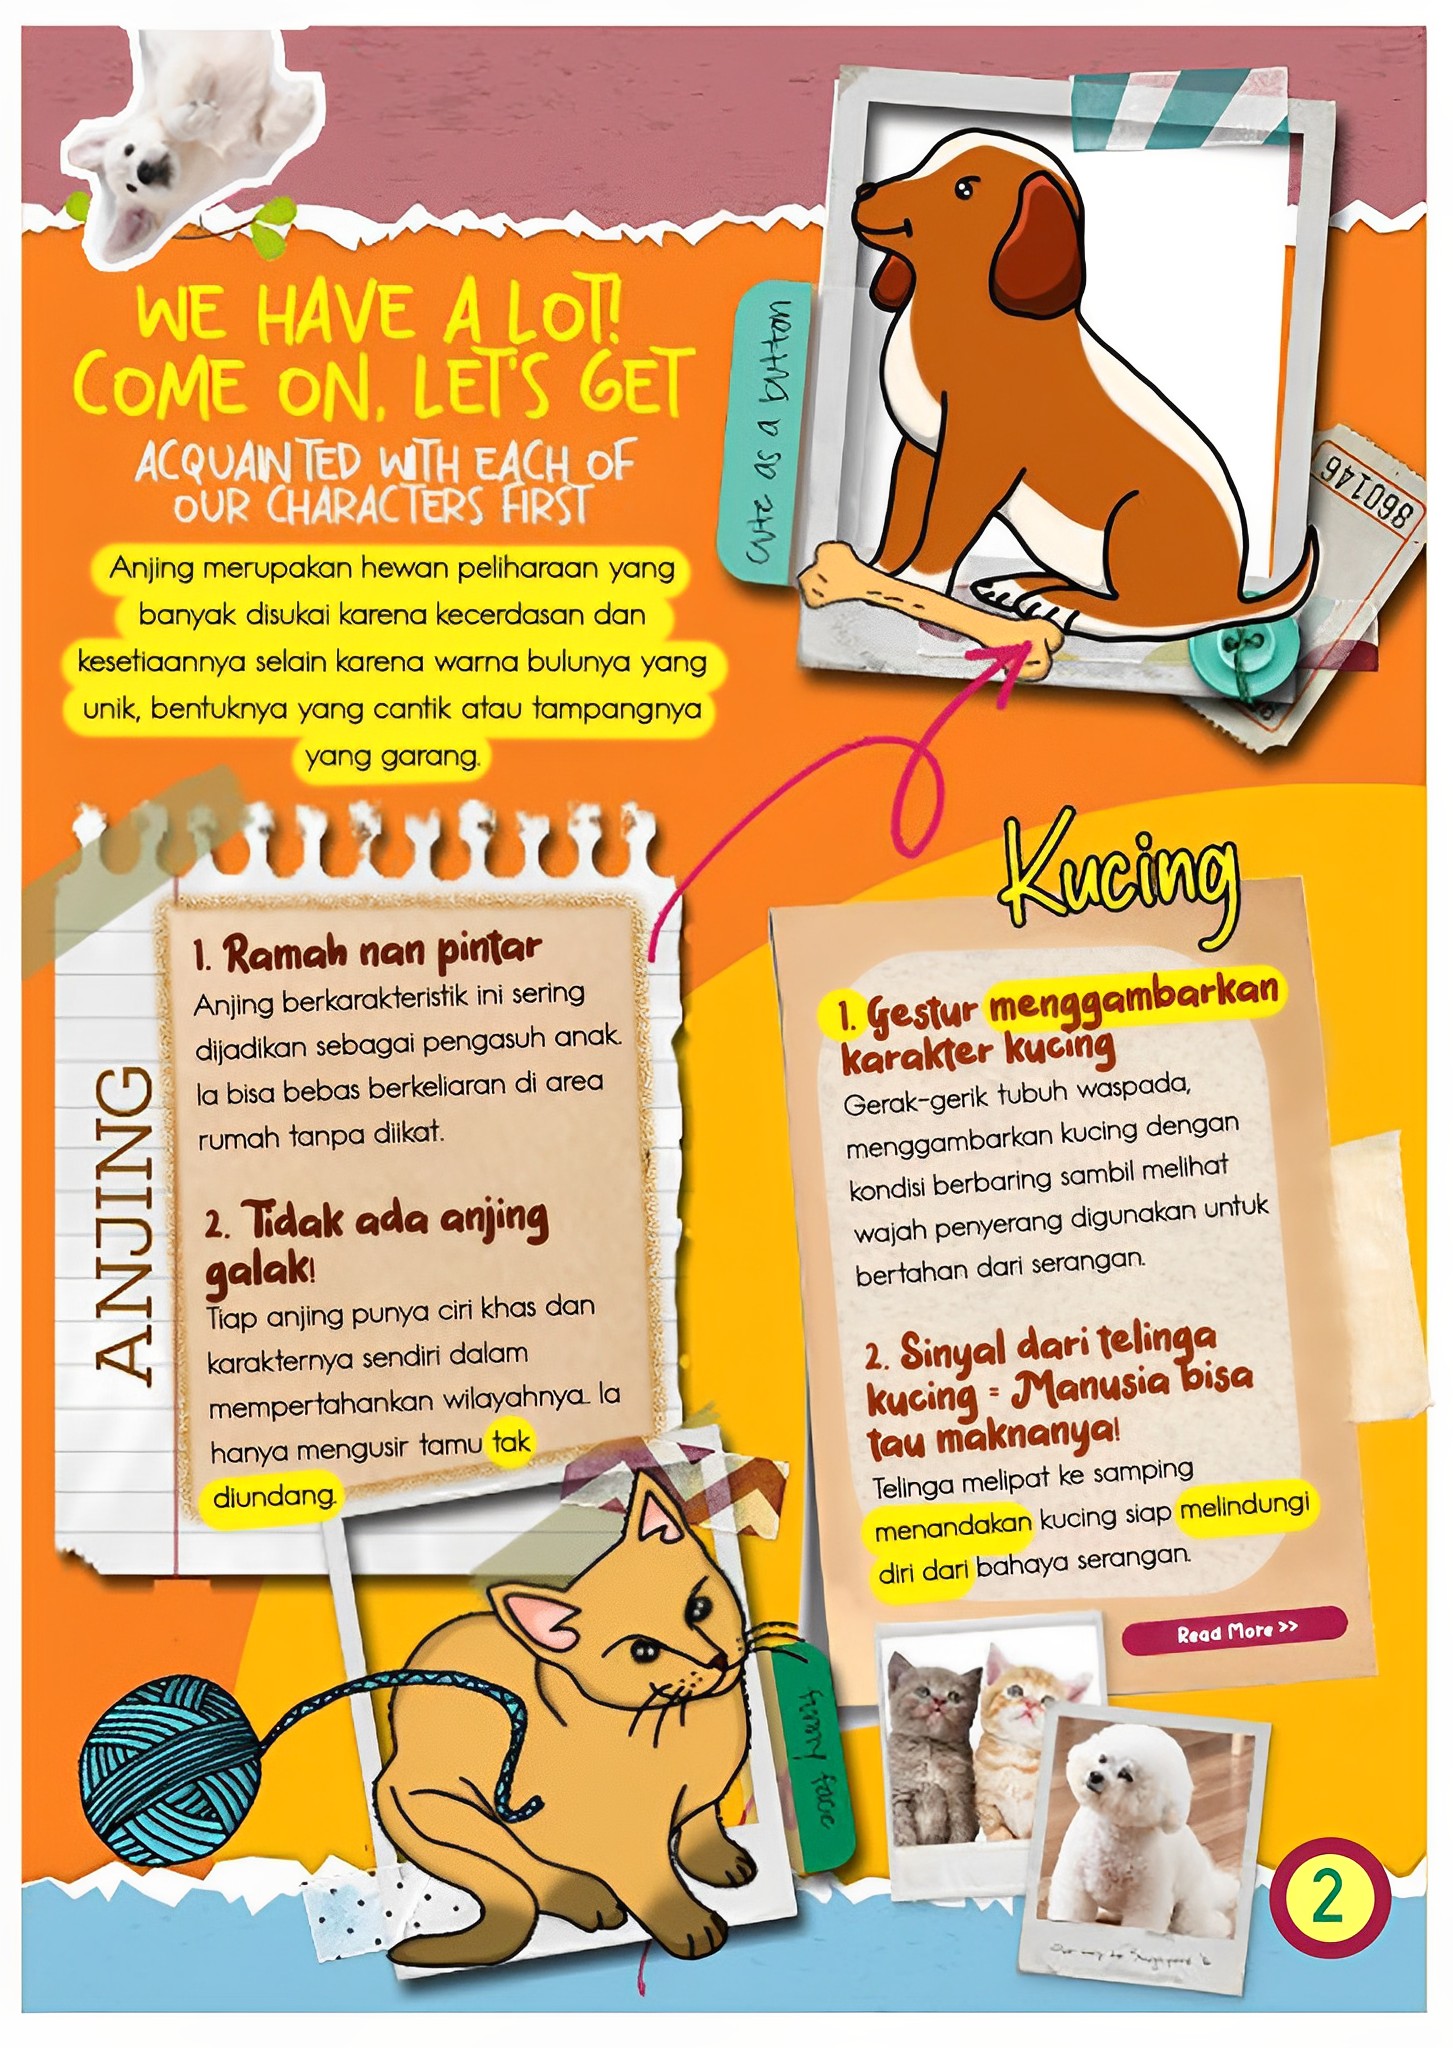 WE HAVE A LOT!
COME ON, LET'S GET
ACQUAINTED WITH EACH OF
OUR CHARACTERS FIRST
Anjing merupakan hewan peliharaan yang
banyak disukai karena kecerdasan dan
kesetiaannya selain karena warna bulunya yang
unik, bentuknya yang cantik atau tampangnya
yang garang.
cute as a button
860146
ANJING
1. Ramah nan pintar
Anjing berkarakteristik ini sering
dijadikan sebagai pengasuh anak.
Ia bisa bebas berkeliaran di area
rumah tanpa diikat.
2. Tidak ada anjing
galak!
Tiap anjing punya ciri khas dan
karakternya sendiri dalam
mempertahankan wilayahnya. Ia
hanya mengusir tamu tak
diundang.
Kucing
1. Gestur menggambarkan
karakter kucing
Gerak-gerik tubuh waspada,
menggambarkan kucing dengan
kondisi berbaring sambil melihat
wajah penyerang digunakan untuk
bertahan dari serangan.
2. Sinyal dari telinga
kucing = Manusia bisa
tau maknanya!
Telinga melipat ke samping
menandakan kucing siap melindungi
diri dari bahaya serangan.
Read More >>
face
2